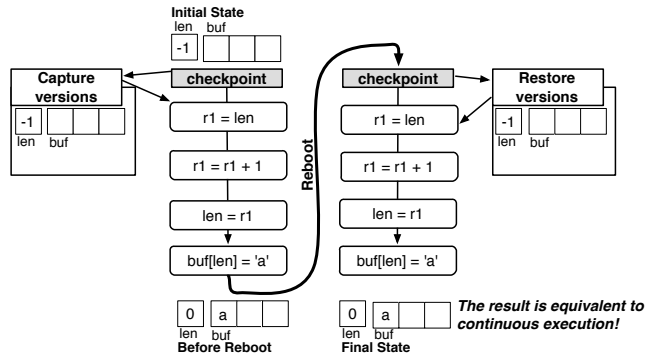 Initial State
len buf
-1
Capture
versions
-1
len buf
checkpoint
r1 = len
r1 = r1 + 1
len = r1
buf[len] = 'a'
0 a
len buf
Before Reboot
Reboot
checkpoint
r1 = len
r1 = r1 + 1
len = r1
buf[len] = 'a'
0 a
len buf
Final State
Restore
versions
-1
len buf
The result is equivalent to
continuous execution!